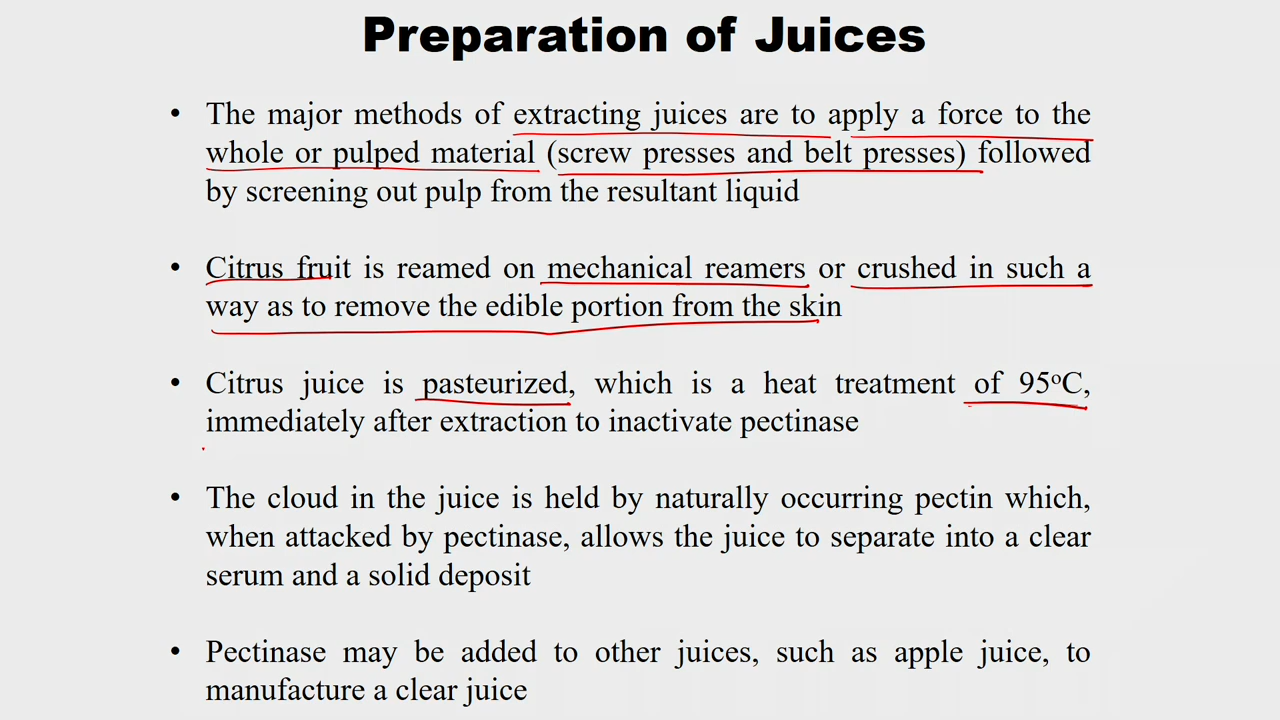 Preparation of Juices
• The major methods of extracting juices are to apply a force to the
whole or pulped material (screw presses and belt presses) followed
by screening out pulp from the resultant liquid
• Citrus fruit is reamed on mechanical reamers or crushed in such a
way as to remove the edible portion from the skin
• Citrus juice is pasteurized, which is a heat treatment of 95ºC,
immediately after extraction to inactivate pectinase
• The cloud in the juice is held by naturally occurring pectin which,
when attacked by pectinase, allows the juice to separate into a clear
serum and a solid deposit
• Pectinase may be added to other juices, such as apple juice, to
manufacture a clear juice